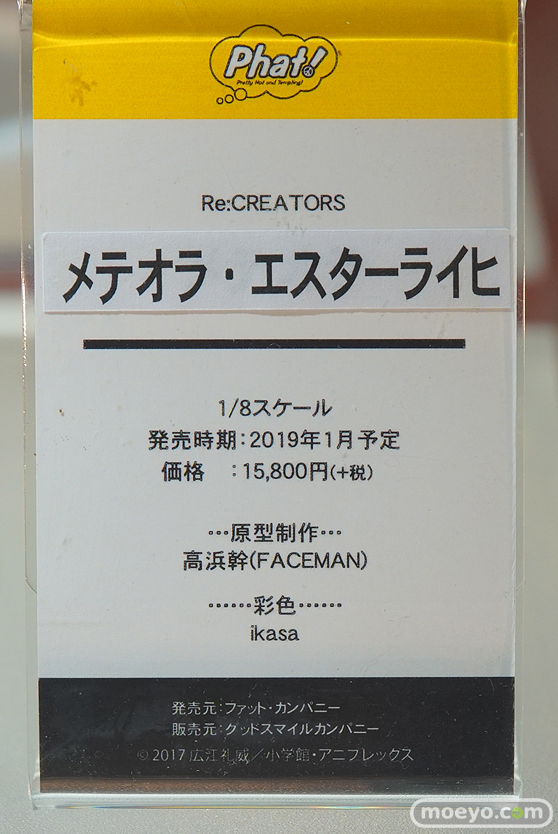 Phat!
Pretty Hot and Tempting!
Re:CREATORS
メテオラ・エスターライヒ
1/8スケール
発売時期:2019年1月予定
価格 :15,800円(+税)
…原型制作…
高浜幹(FACEMAN)
……彩色……
ikasa
発売元:ファット・カンパニー
販売元:グッドスマイルカンパニー
©2017 広江礼威/小学館・アニプレックス
moeyo.com